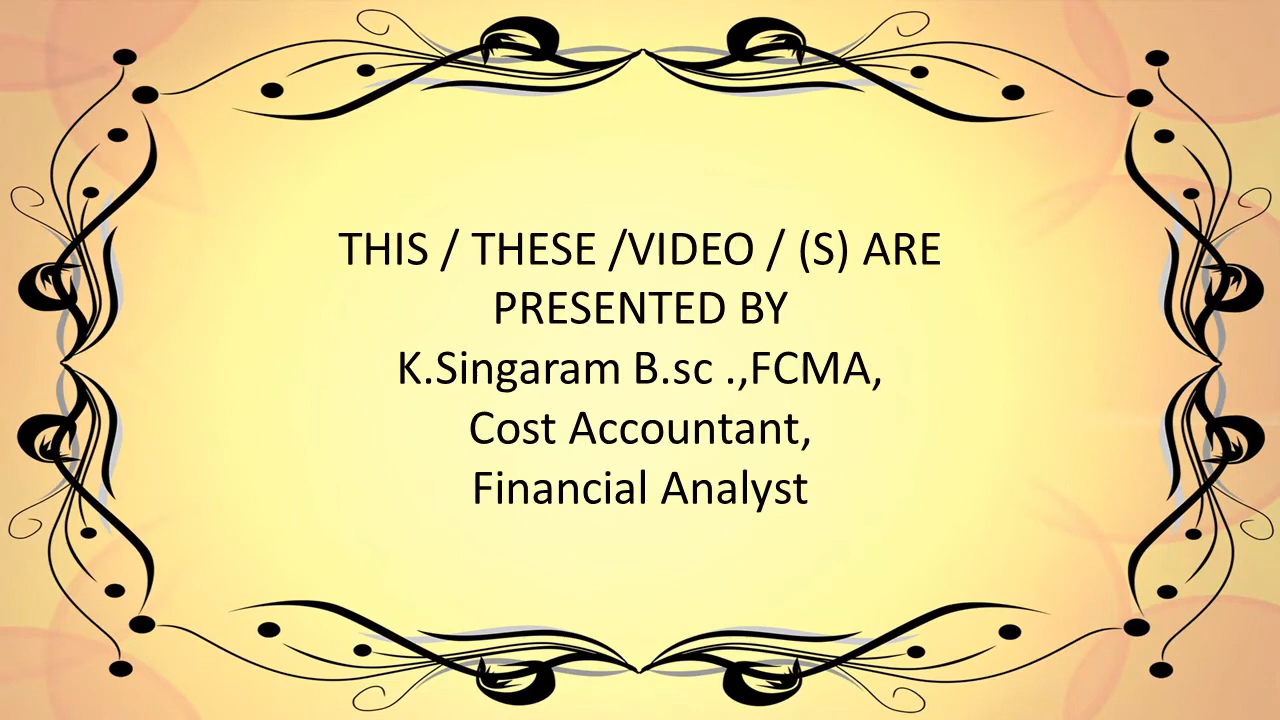 THIS / THESE /VIDEO / (S) ARE
PRESENTED BY
K.Singaram B.sc .,FCMA,
Cost Accountant,
Financial Analyst